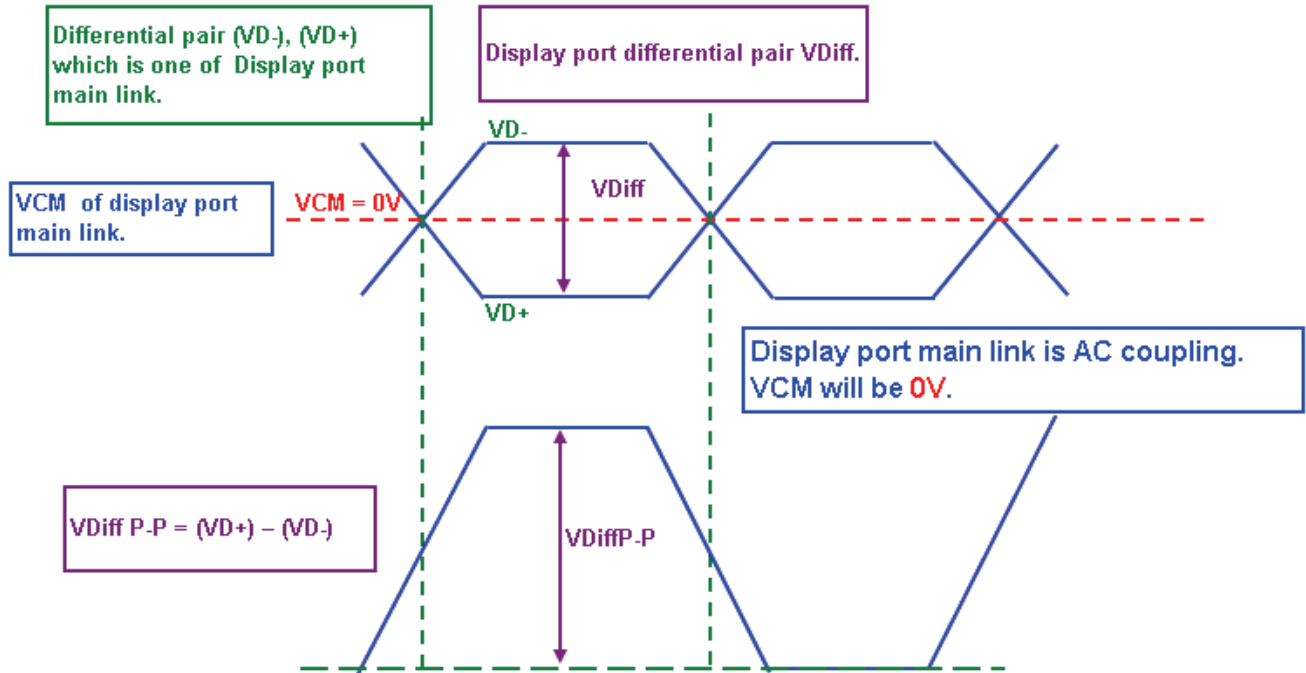 Differential pair (VD-), (VD+)
which is one of Display port
main link.
Display port differential pair VDiff.
VD-
VCM of display port
main link.
VCM = 0V
VDiff
VD+
Display port main link is AC coupling.
VCM will be 0V.
VDiff P-P = (VD+) – (VD-)
VDiffP-P